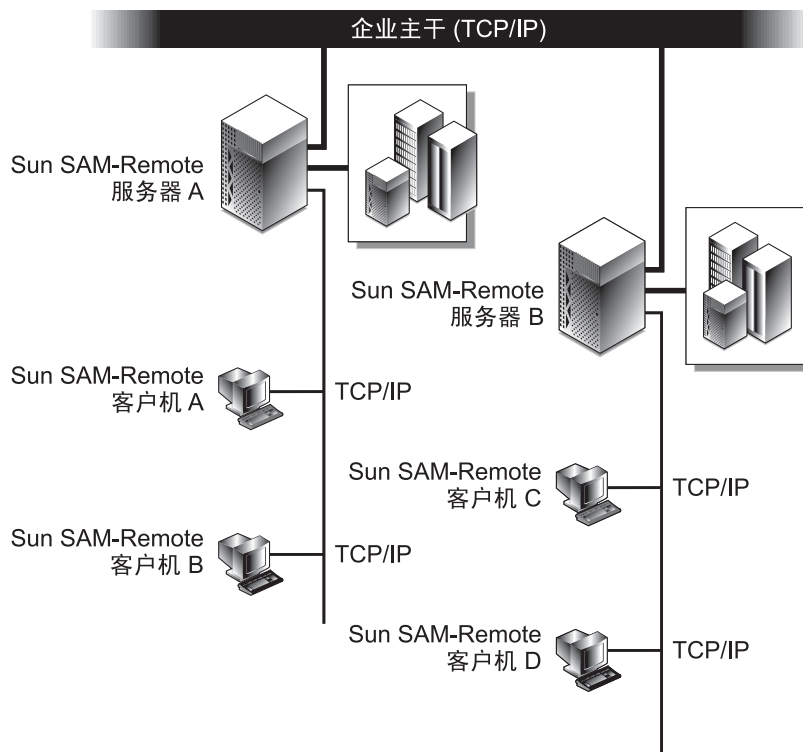 企业主干 (TCP/IP)
Sun SAM-Remote
服务器 A
Sun SAM-Remote
服务器 B
Sun SAM-Remote
客户机 A
TCP/IP
Sun SAM-Remote
客户机 C
TCP/IP
Sun SAM-Remote
客户机 B
TCP/IP
Sun SAM-Remote
客户机 D
TCP/IP